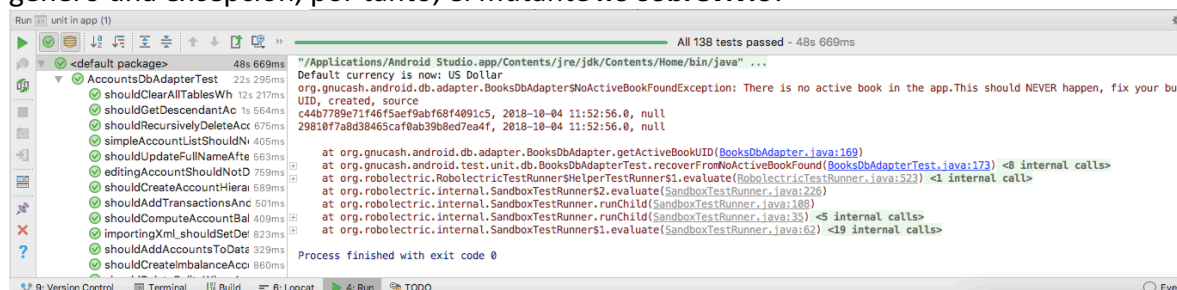 genero una excepción, por tanto, el mutante no sobrevive.
Run unit in app (1)
All 138 tests passed - 48s 669ms
<default package> 48s 669ms
AccountsDbAdapterTest 22s 295ms
shouldClearAllTablesWh 12s 217ms
shouldGetDescendantAc 1s 564ms
shouldRecursivelyDeleteAcc 675ms
simpleAccountListShouldNo 405ms
shouldUpdateFullNameAfte 563ms
editingAccountShouldNotD 759ms
shouldCreateAccountHierar 589ms
shouldAddTransactionsAnd 501ms
shouldComputeAccountBal 409ms
importingXml_shouldSetDef 823ms
shouldAddAccountsToData 329ms
shouldCreateImbalanceAcco 860ms
"/Applications/Android Studio.app/Contents/jre/jdk/Contents/Home/bin/java" ...
Default currency is now: US Dollar
org.gnucash.android.db.adapter.BooksDbAdapter$NoActiveBookFoundException: There is no active book in the app.This should NEVER happen, fix your bu
UID, created, source
c44b7789e71f46f5aef9abf68f4091c5, 2018-10-04 11:52:56.0, null
29810f7a8d38465caf0ab39b8ed7ea4f, 2018-10-04 11:52:56.0, null
at org.gnucash.android.db.adapter.BooksDbAdapter.getActiveBookUID(BooksDbAdapter.java:169)
at org.gnucash.android.test.unit.db.BooksDbAdapterTest.recoverFromNoActiveBookFound(BooksDbAdapterTest.java:173) <8 internal calls>
at org.robolectric.RobolectricTestRunner$HelperTestRunner$1.evaluate(RobolectricTestRunner.java:523) <1 internal call>
at org.robolectric.internal.SandboxTestRunner$2.evaluate(SandboxTestRunner.java:226)
at org.robolectric.internal.SandboxTestRunner.runChild(SandboxTestRunner.java:108)
at org.robolectric.internal.SandboxTestRunner.runChild(SandboxTestRunner.java:35) <5 internal calls>
at org.robolectric.internal.SandboxTestRunner$1.evaluate(SandboxTestRunner.java:62) <19 internal calls>
Process finished with exit code 0
9: Version Control Terminal Build 6: Logcat 4: Run TODO Eve